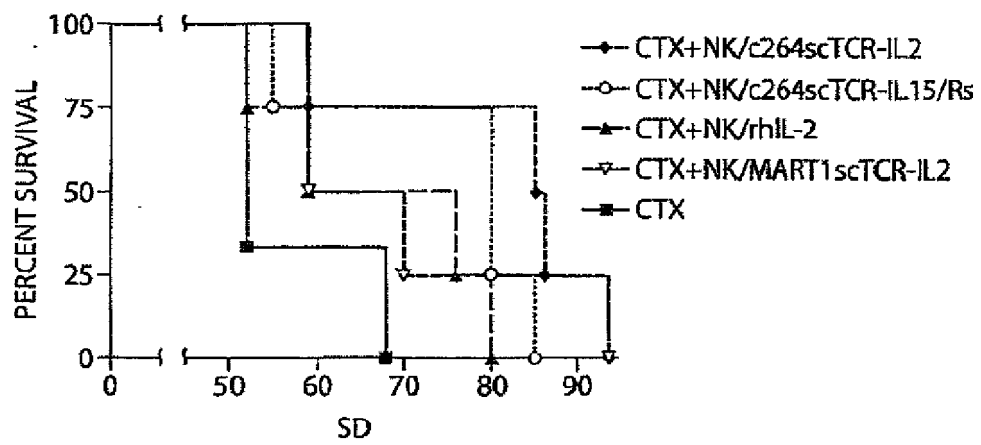 100
75
50
25
0
PERCENT SURVIVAL
0 50 60 70 80 90
SD
CTX+NK/c264scTCR-IL2
CTX+NK/c264scTCR-IL15/Rs
CTX+NK/rhIL-2
CTX+NK/MART1scTCR-IL2
CTX